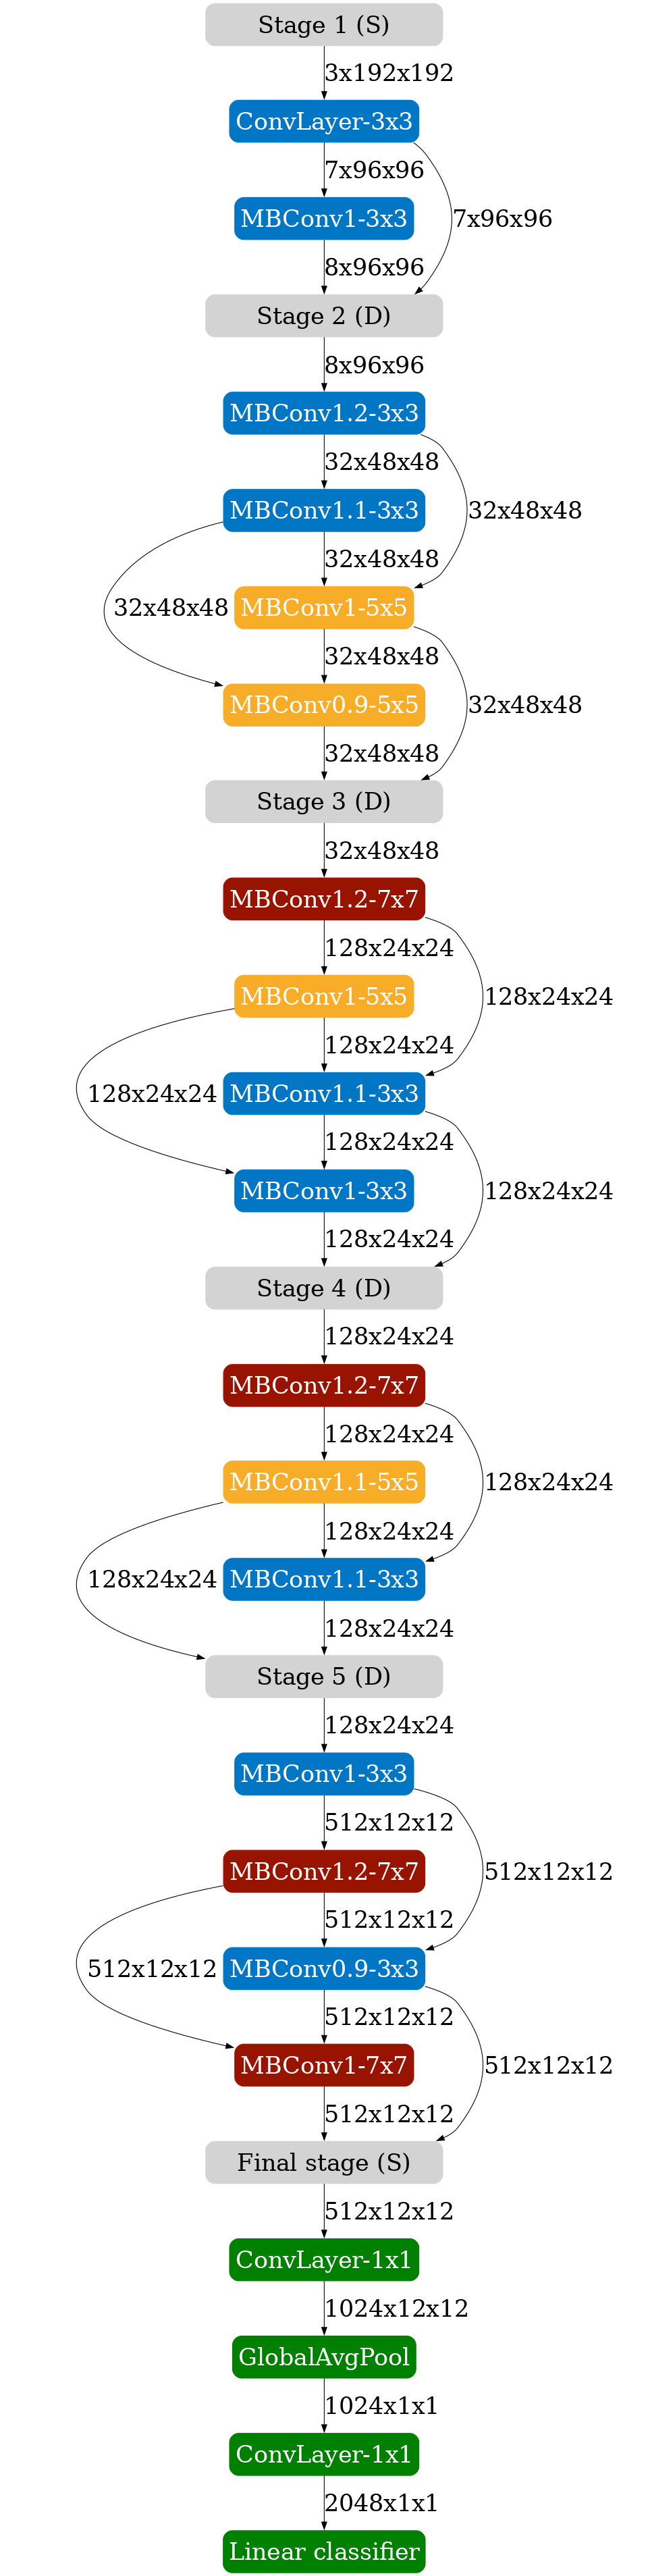 Stage 1 (S)
3x192x192
ConvLayer-3x3
7x96x96
MBConv1-3x3
7x96x96
8x96x96
Stage 2 (D)
8x96x96
MBConv1.2-3x3
32x48x48
MBConv1.1-3x3
32x48x48
32x48x48
32x48x48
MBConv1-5x5
32x48x48
MBConv0.9-5x5
32x48x48
32x48x48
Stage 3 (D)
32x48x48
MBConv1.2-7x7
128x24x24
MBConv1-5x5
128x24x24
128x24x24
128x24x24
MBConv1.1-3x3
128x24x24
MBConv1-3x3
128x24x24
128x24x24
Stage 4 (D)
128x24x24
MBConv1.2-7x7
128x24x24
MBConv1.1-5x5
128x24x24
128x24x24
128x24x24
MBConv1.1-3x3
128x24x24
Stage 5 (D)
128x24x24
MBConv1-3x3
512x12x12
MBConv1.2-7x7
512x12x12
512x12x12
512x12x12
MBConv0.9-3x3
512x12x12
MBConv1-7x7
512x12x12
512x12x12
Final stage (S)
512x12x12
ConvLayer-1x1
1024x12x12
GlobalAvgPool
1024x1x1
ConvLayer-1x1
2048x1x1
Linear classifier